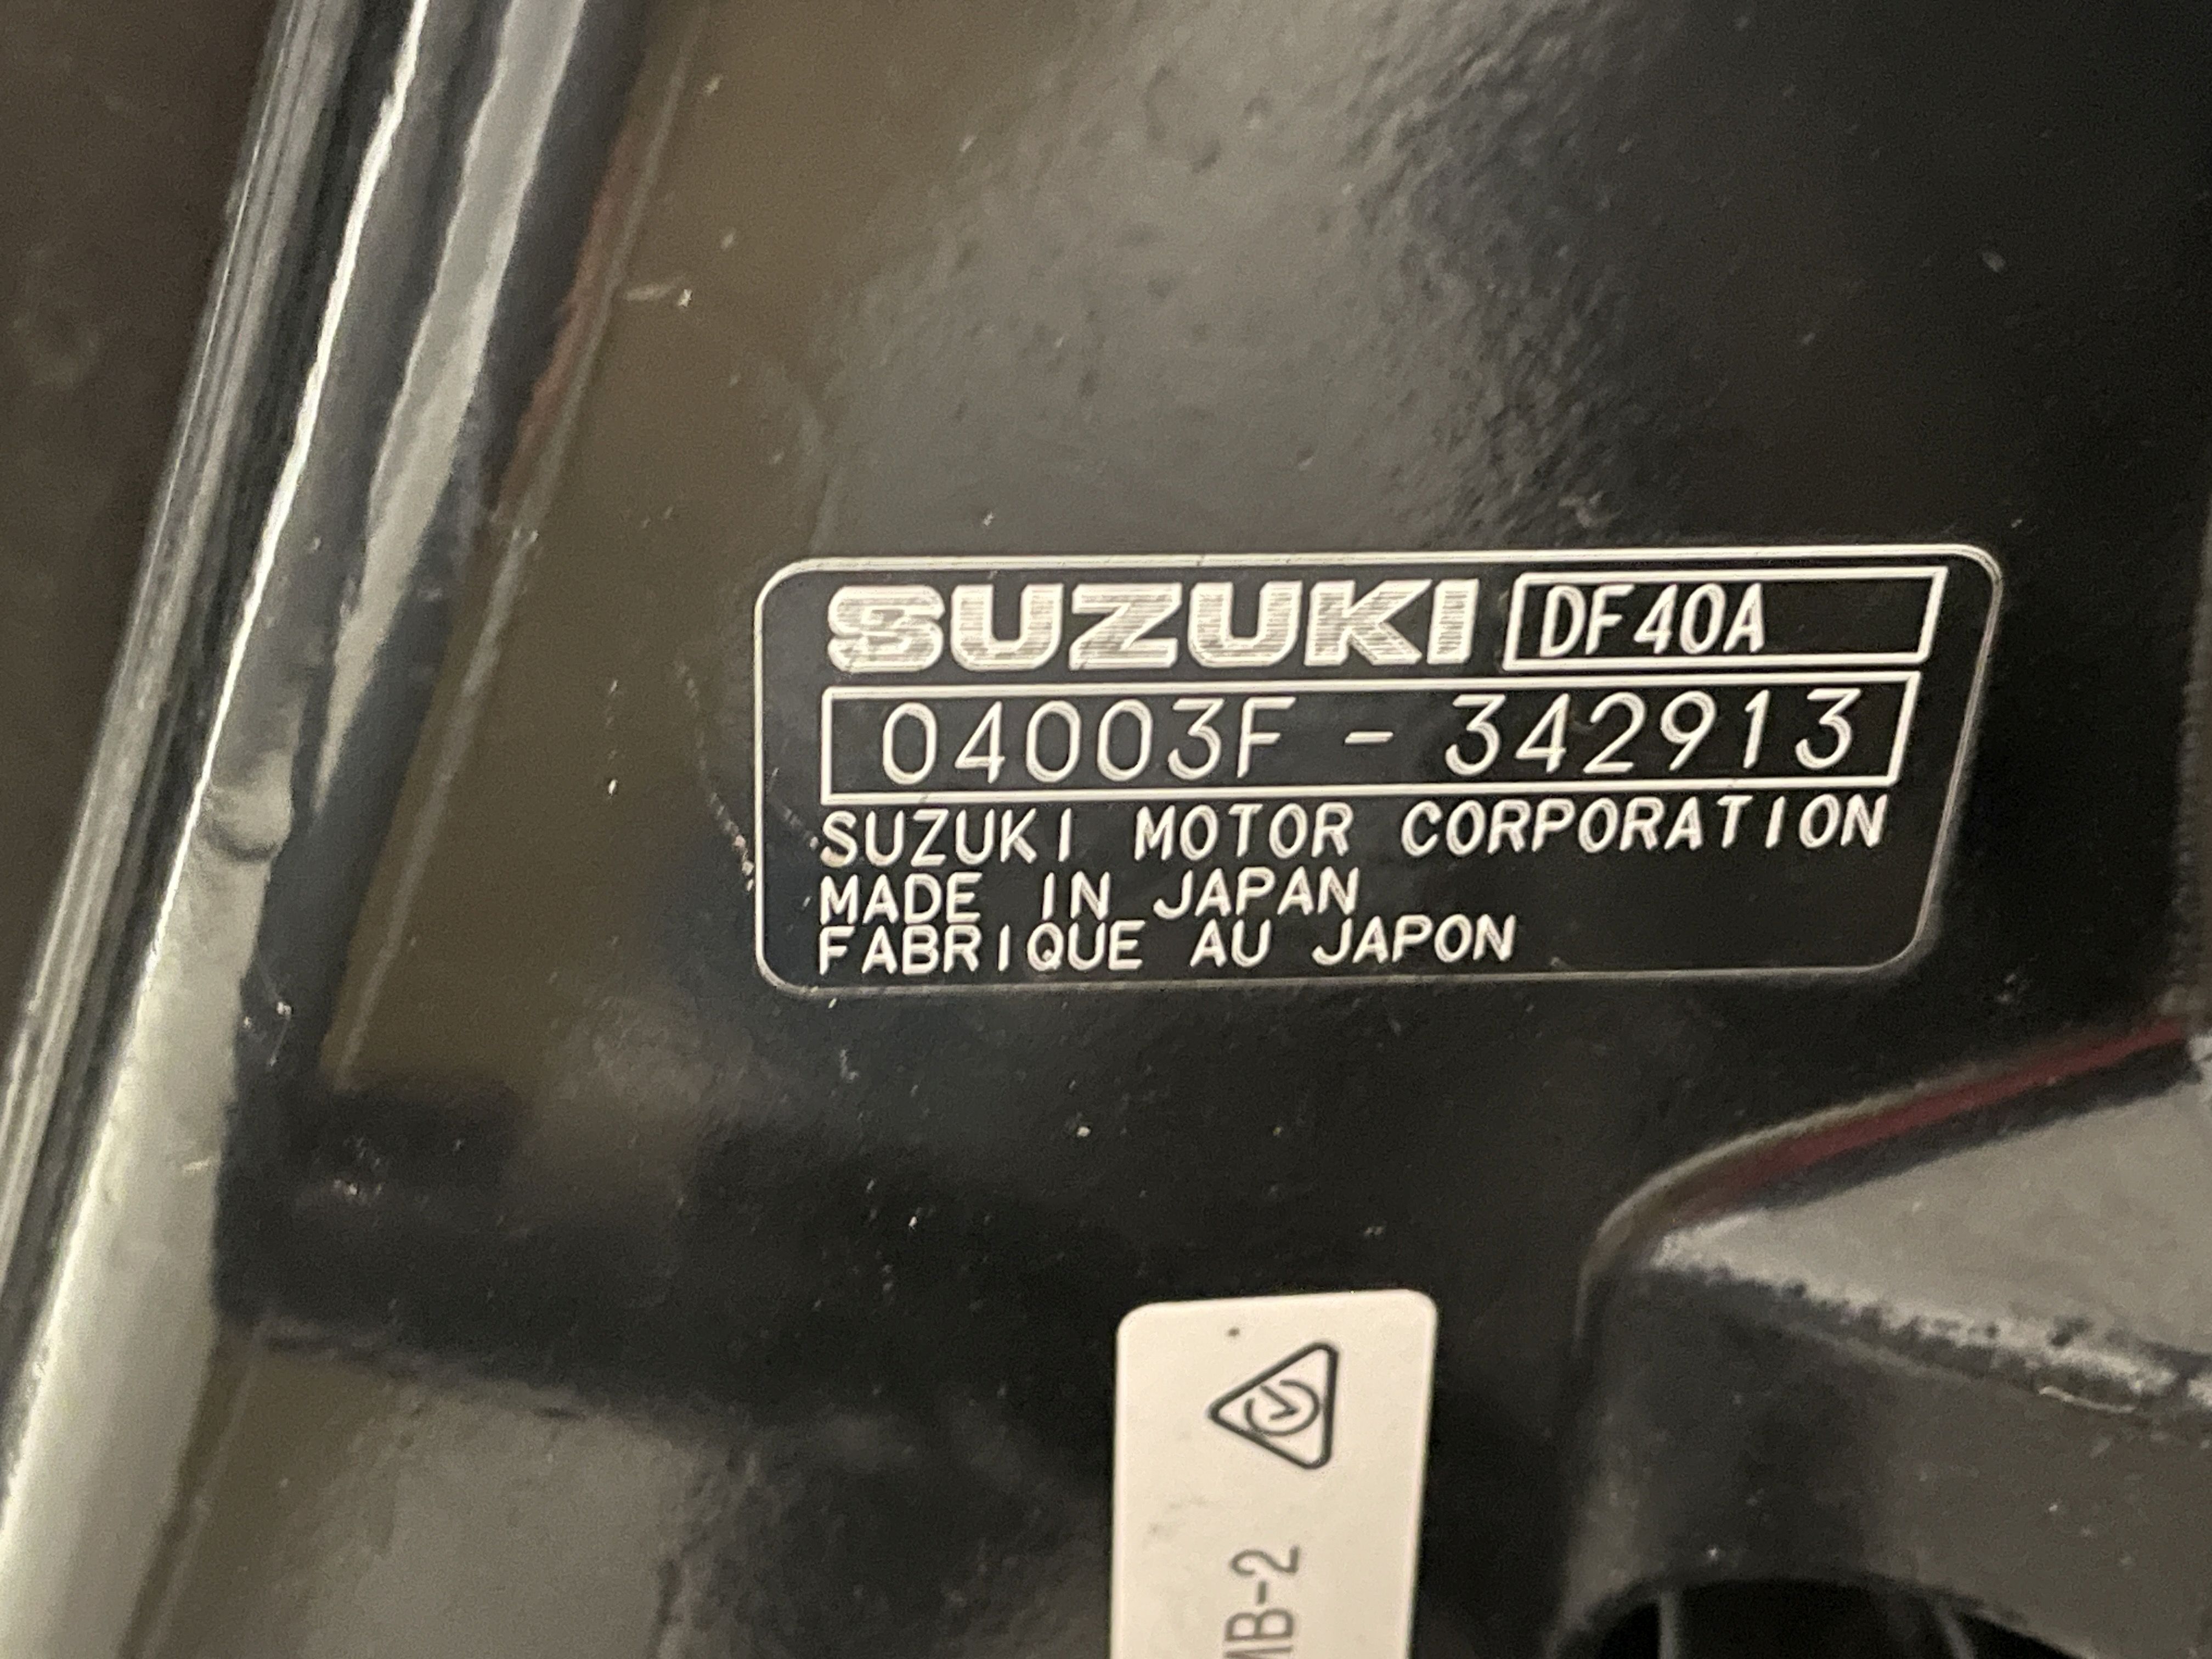 SUZUKI DF40A
04003F - 342913
SUZUKI MOTOR CORPORATION
MADE IN JAPAN
FABRIQUE AU JAPON
MB-2